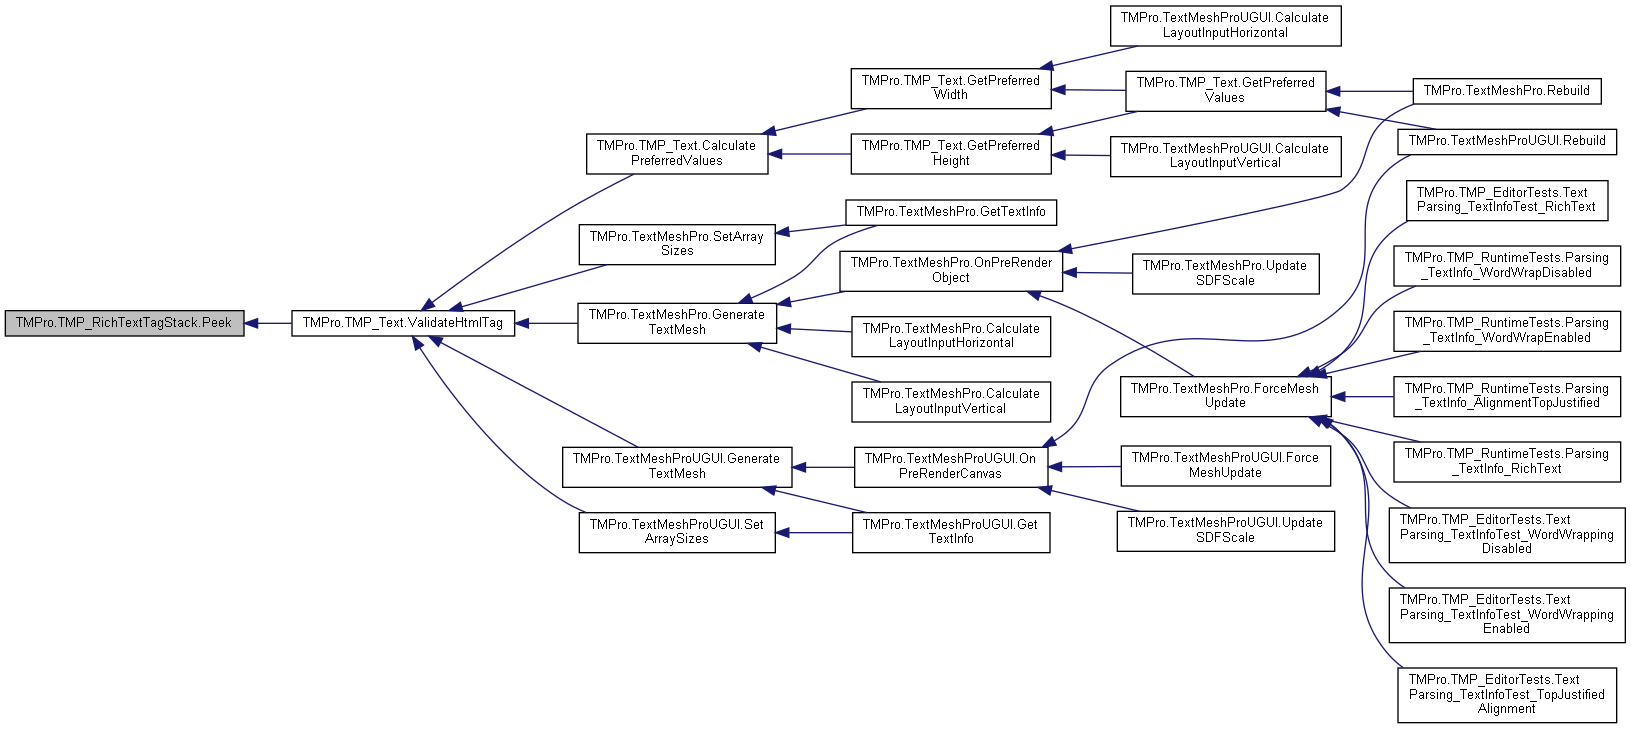 TMPro.TMP_RichTextTagStack.Peek
TMPro.TMP_Text.ValidateHtmlTag
TMPro.TMP_Text.Calculate
PreferredValues
TMPro.TextMeshPro.SetArray
Sizes
TMPro.TextMeshPro.Generate
TextMesh
TMPro.TextMeshProUGUI.Generate
TextMesh
TMPro.TextMeshProUGUI.Set
ArraySizes
TMPro.TMP_Text.GetPreferred
Width
TMPro.TMP_Text.GetPreferred
Height
TMPro.TextMeshPro.GetTextInfo
TMPro.TextMeshPro.OnPreRender
Object
TMPro.TextMeshPro.Calculate
LayoutInputHorizontal
TMPro.TextMeshPro.Calculate
LayoutInputVertical
TMPro.TextMeshProUGUI.On
PreRenderCanvas
TMPro.TextMeshProUGUI.Get
TextInfo
TMPro.TextMeshProUGUI.Calculate
LayoutInputHorizontal
TMPro.TMP_Text.GetPreferred
Values
TMPro.TextMeshProUGUI.Calculate
LayoutInputVertical
TMPro.TextMeshPro.Update
SDFScale
TMPro.TextMeshPro.ForceMesh
Update
TMPro.TextMeshProUGUI.Force
MeshUpdate
TMPro.TextMeshProUGUI.Update
SDFScale
TMPro.TextMeshPro.Rebuild
TMPro.TextMeshProUGUI.Rebuild
TMPro.TMP_EditorTests.Text
Parsing_TextInfoTest_RichText
TMPro.TMP_RuntimeTests.Parsing
_TextInfo_WordWrapDisabled
TMPro.TMP_RuntimeTests.Parsing
_TextInfo_WordWrapEnabled
TMPro.TMP_RuntimeTests.Parsing
_TextInfo_AlignmentTopJustified
TMPro.TMP_RuntimeTests.Parsing
_TextInfo_RichText
TMPro.TMP_EditorTests.Text
Parsing_TextInfoTest_WordWrapping
Disabled
TMPro.TMP_EditorTests.Text
Parsing_TextInfoTest_WordWrapping
Enabled
TMPro.TMP_EditorTests.Text
Parsing_TextInfoTest_TopJustified
Alignment